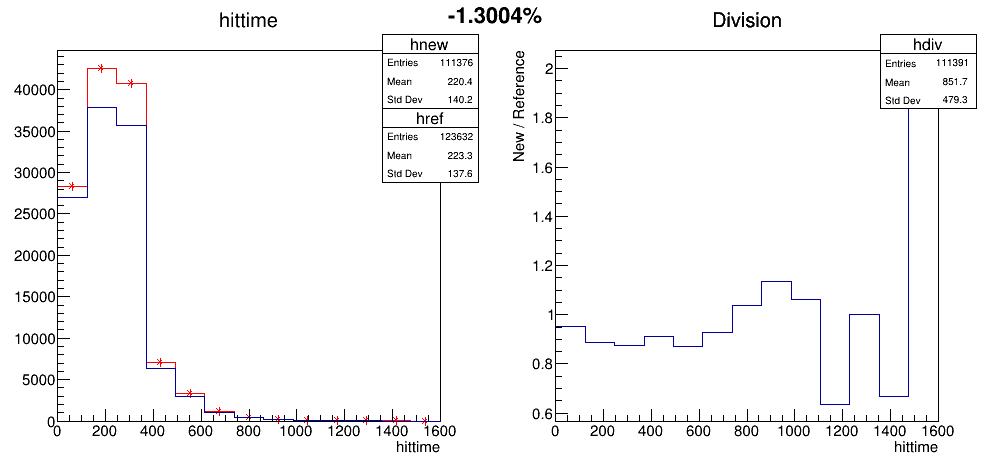 -1.3004%
hittime
hnew
Entries 111376
Mean 220.4
Std Dev 140.2
href
Entries 123632
Mean 223.3
Std Dev 137.6
40000
35000
30000
25000
20000
15000
10000
5000
0
0 200 400 600 800 1000 1200 1400 1600
hittime
Division
hdiv
Entries 111391
Mean 851.7
Std Dev 479.3
New / Reference
2
1.8
1.6
1.4
1.2
1
0.8
0.6
0 200 400 600 800 1000 1200 1400 1600
hittime